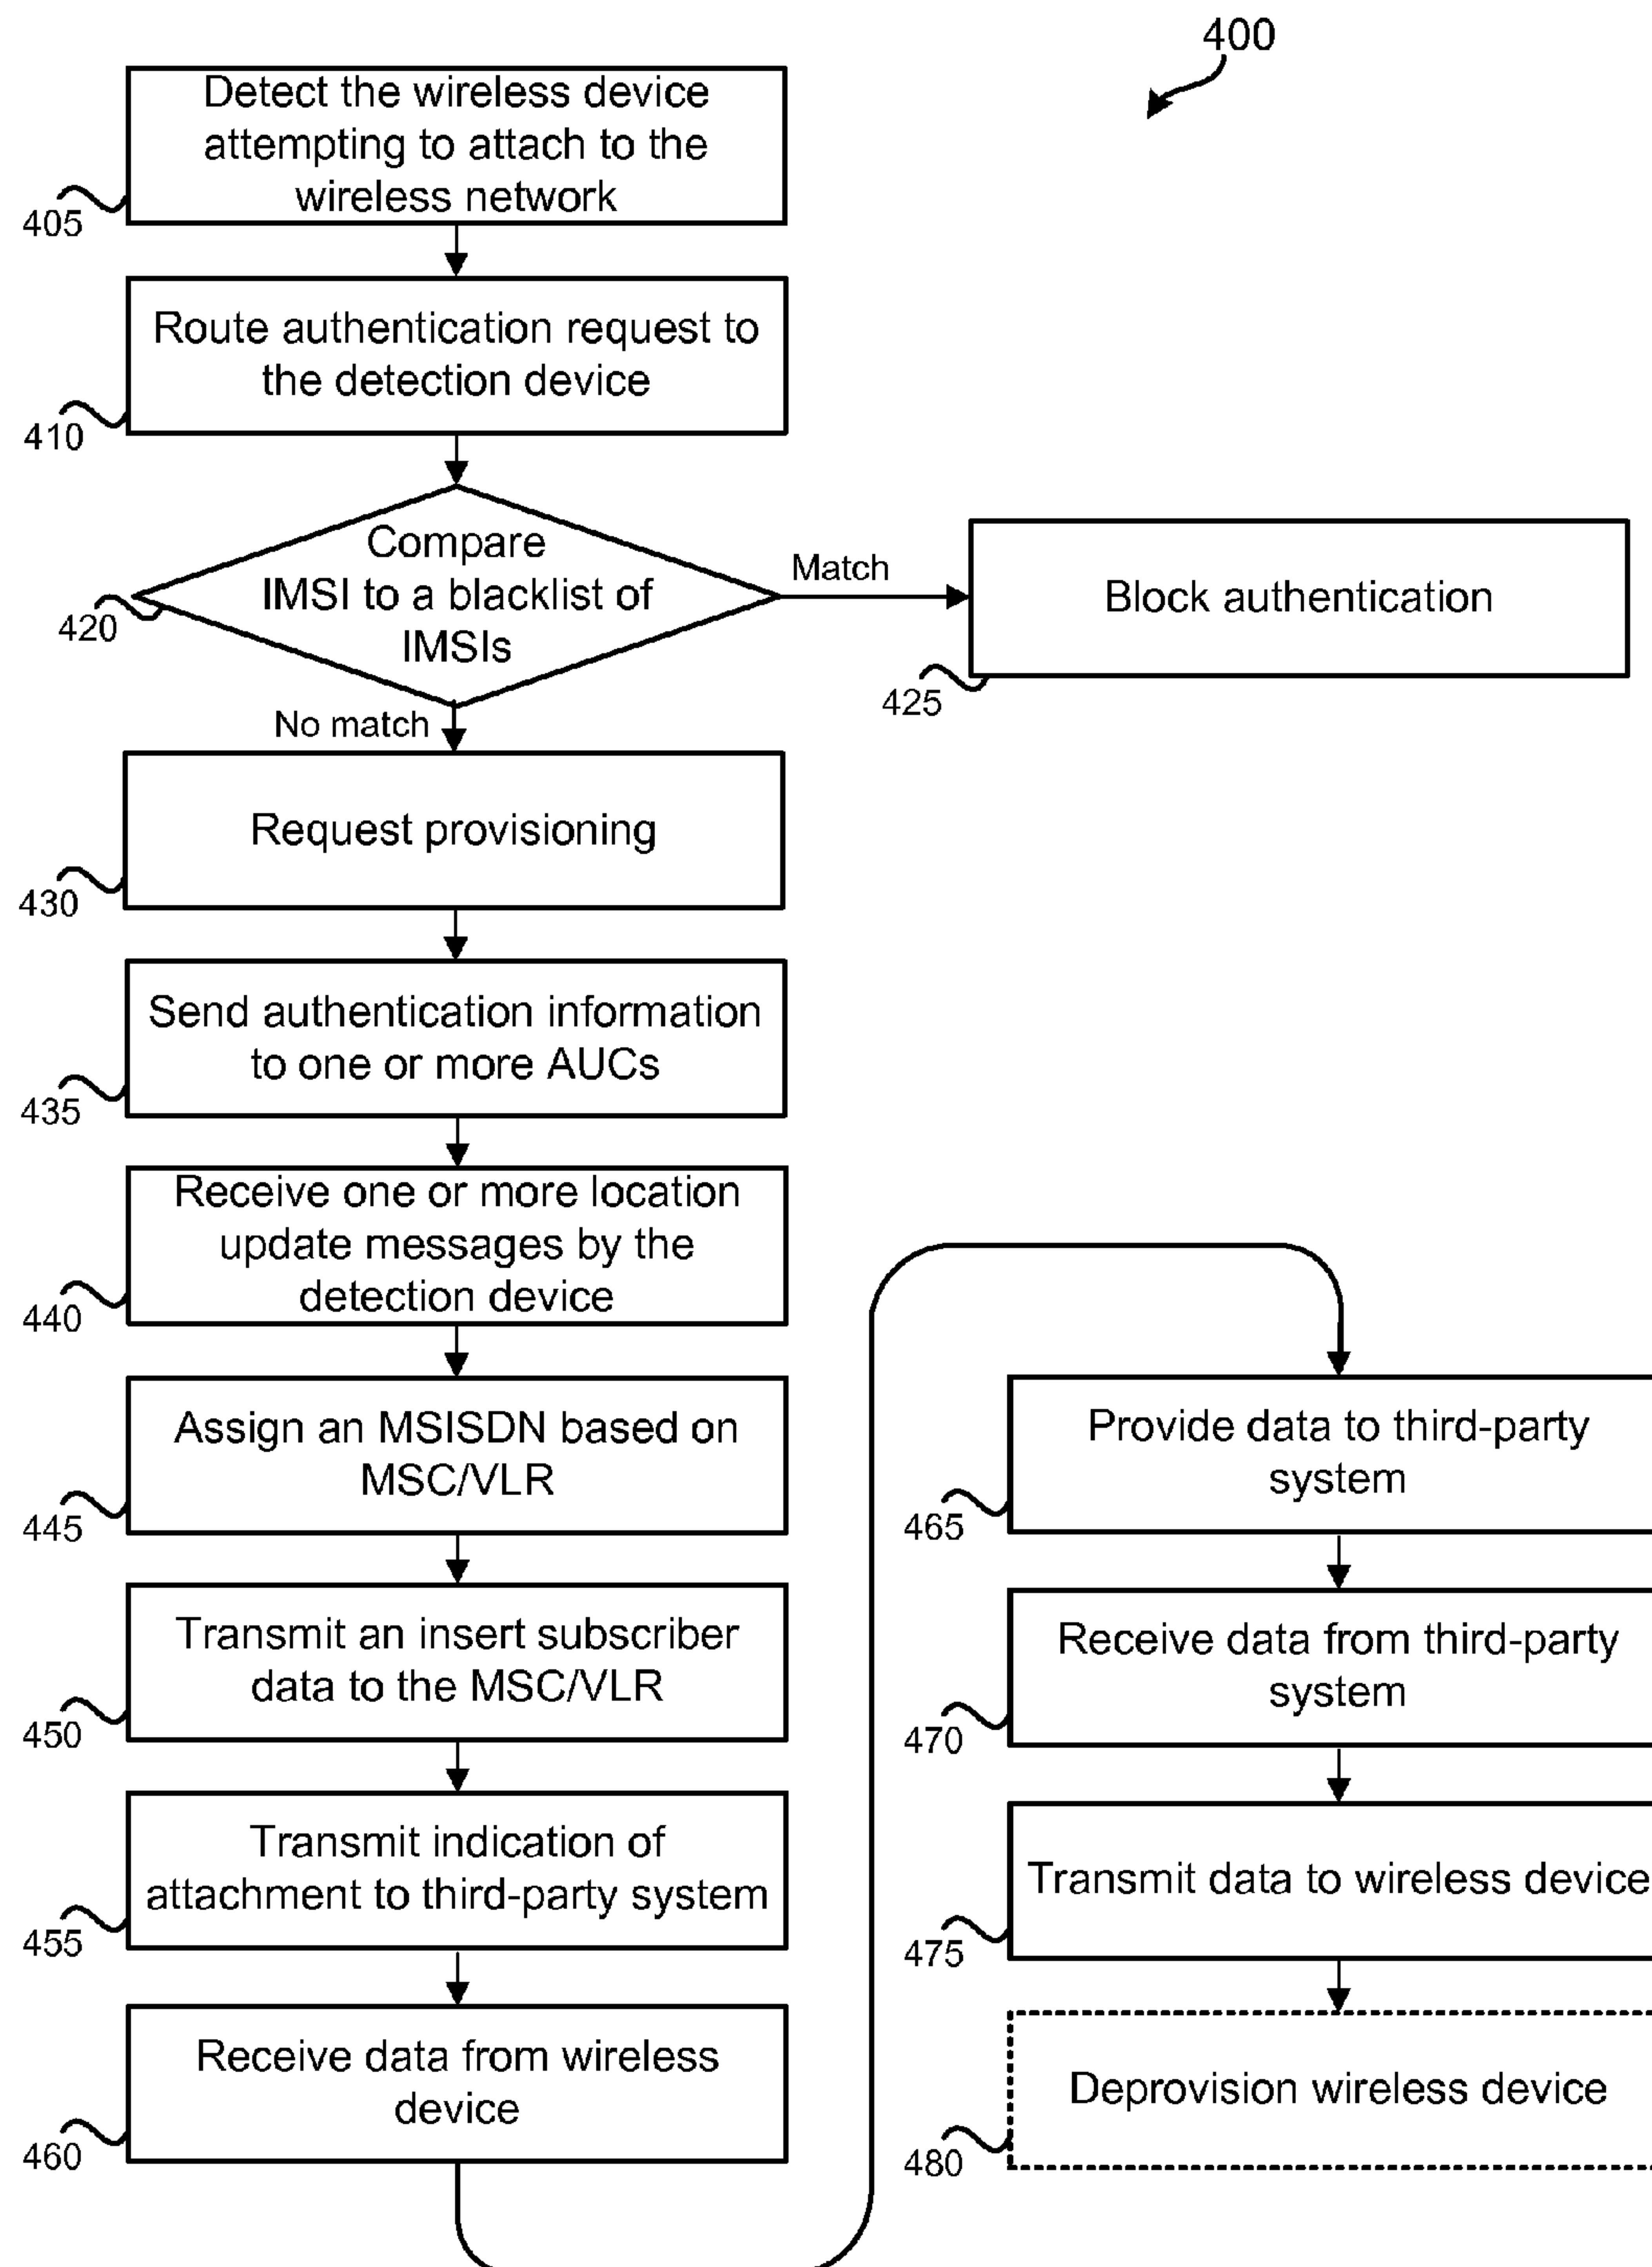 400
Detect the wireless device
attempting to attach to the
wireless network
405
Route authentication request to
the detection device
410
Compare
IMSI to a blacklist of
IMSIs
420
Match
Block authentication
425
No match
Request provisioning
430
Send authentication information
to one or more AUCs
435
Receive one or more location
update messages by the
detection device
440
Assign an MSISDN based on
MSC/VLR
445
Transmit an insert subscriber
data to the MSC/VLR
450
Transmit indication of
attachment to third-party system
455
Receive data from wireless
device
460
Provide data to third-party
system
465
Receive data from third-party
system
470
Transmit data to wireless device
475
Deprovision wireless device
480